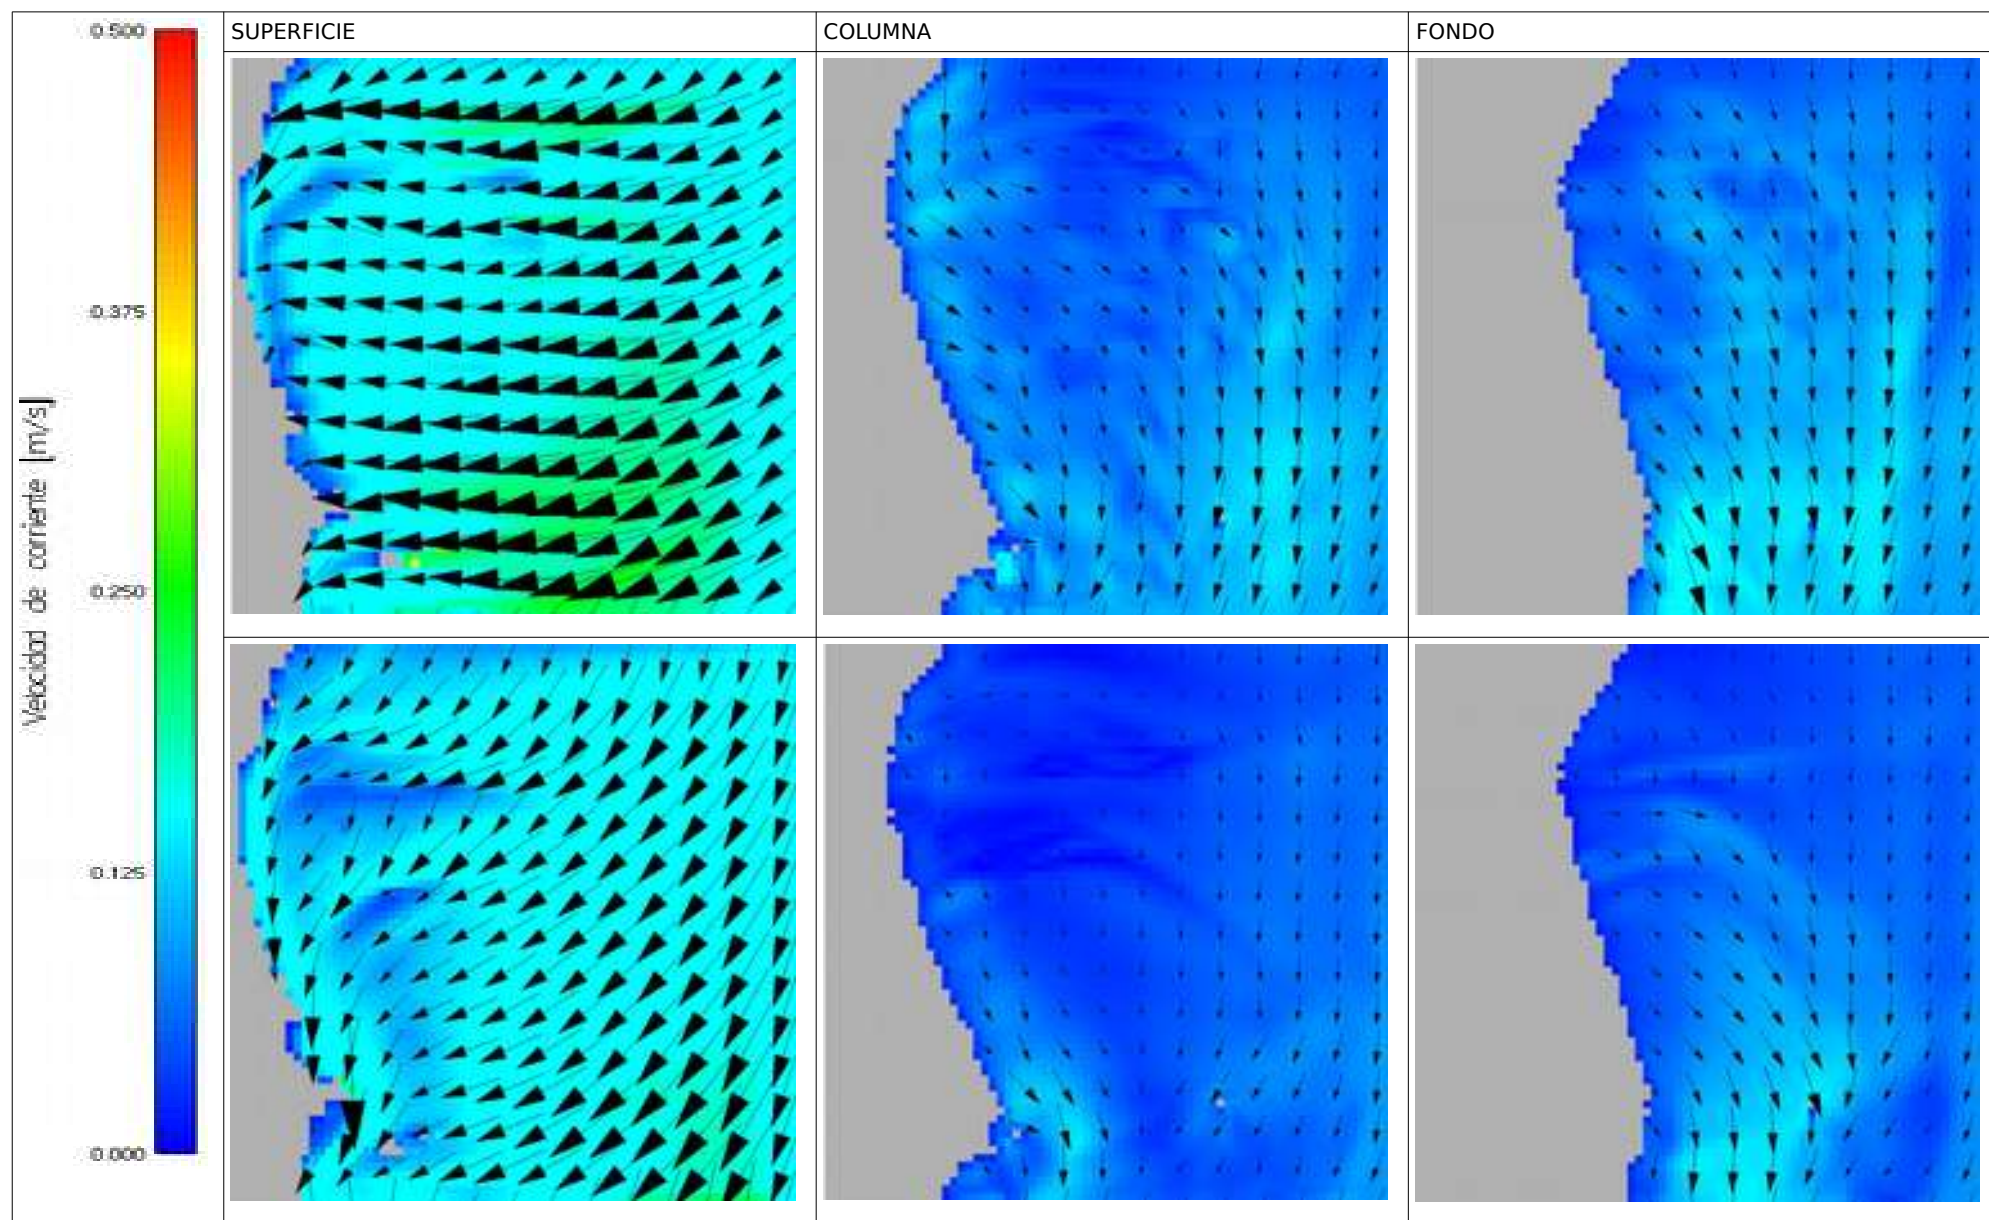 SUPERFICIE
COLUMNA
FONDO
0.500
0.375
0.250
0.125
0.000
Velocidad de corriente [m/s]